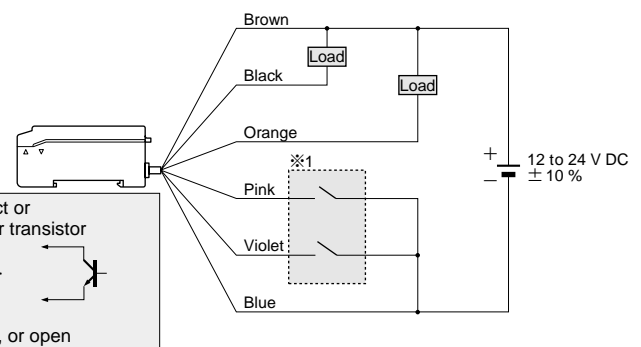 Brown
Load
Black
Load
Orange
※1
+
12 to 24 V DC
−
± 10 %
Pink
ct or
r transistor
Violet
Blue
, or open